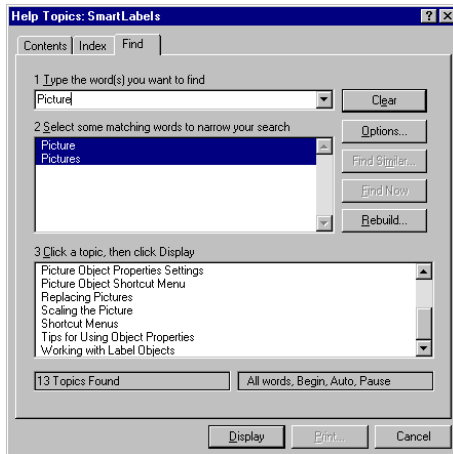 Help Topics: SmartLabels
Contents Index Find
1 Type the word(s) you want to find
Picture
Clear
2 Select some matching words to narrow your search
Picture
Pictures
Options...
Find Similar...
Find Now
Rebuild...
3 Click a topic, then click Display
Picture Object Properties Settings
Picture Object Shortcut Menu
Replacing Pictures
Scaling the Picture
Shortcut Menus
Tips for Using Object Properties
Working with Label Objects
13 Topics Found All words, Begin, Auto, Pause
Display Print... Cancel